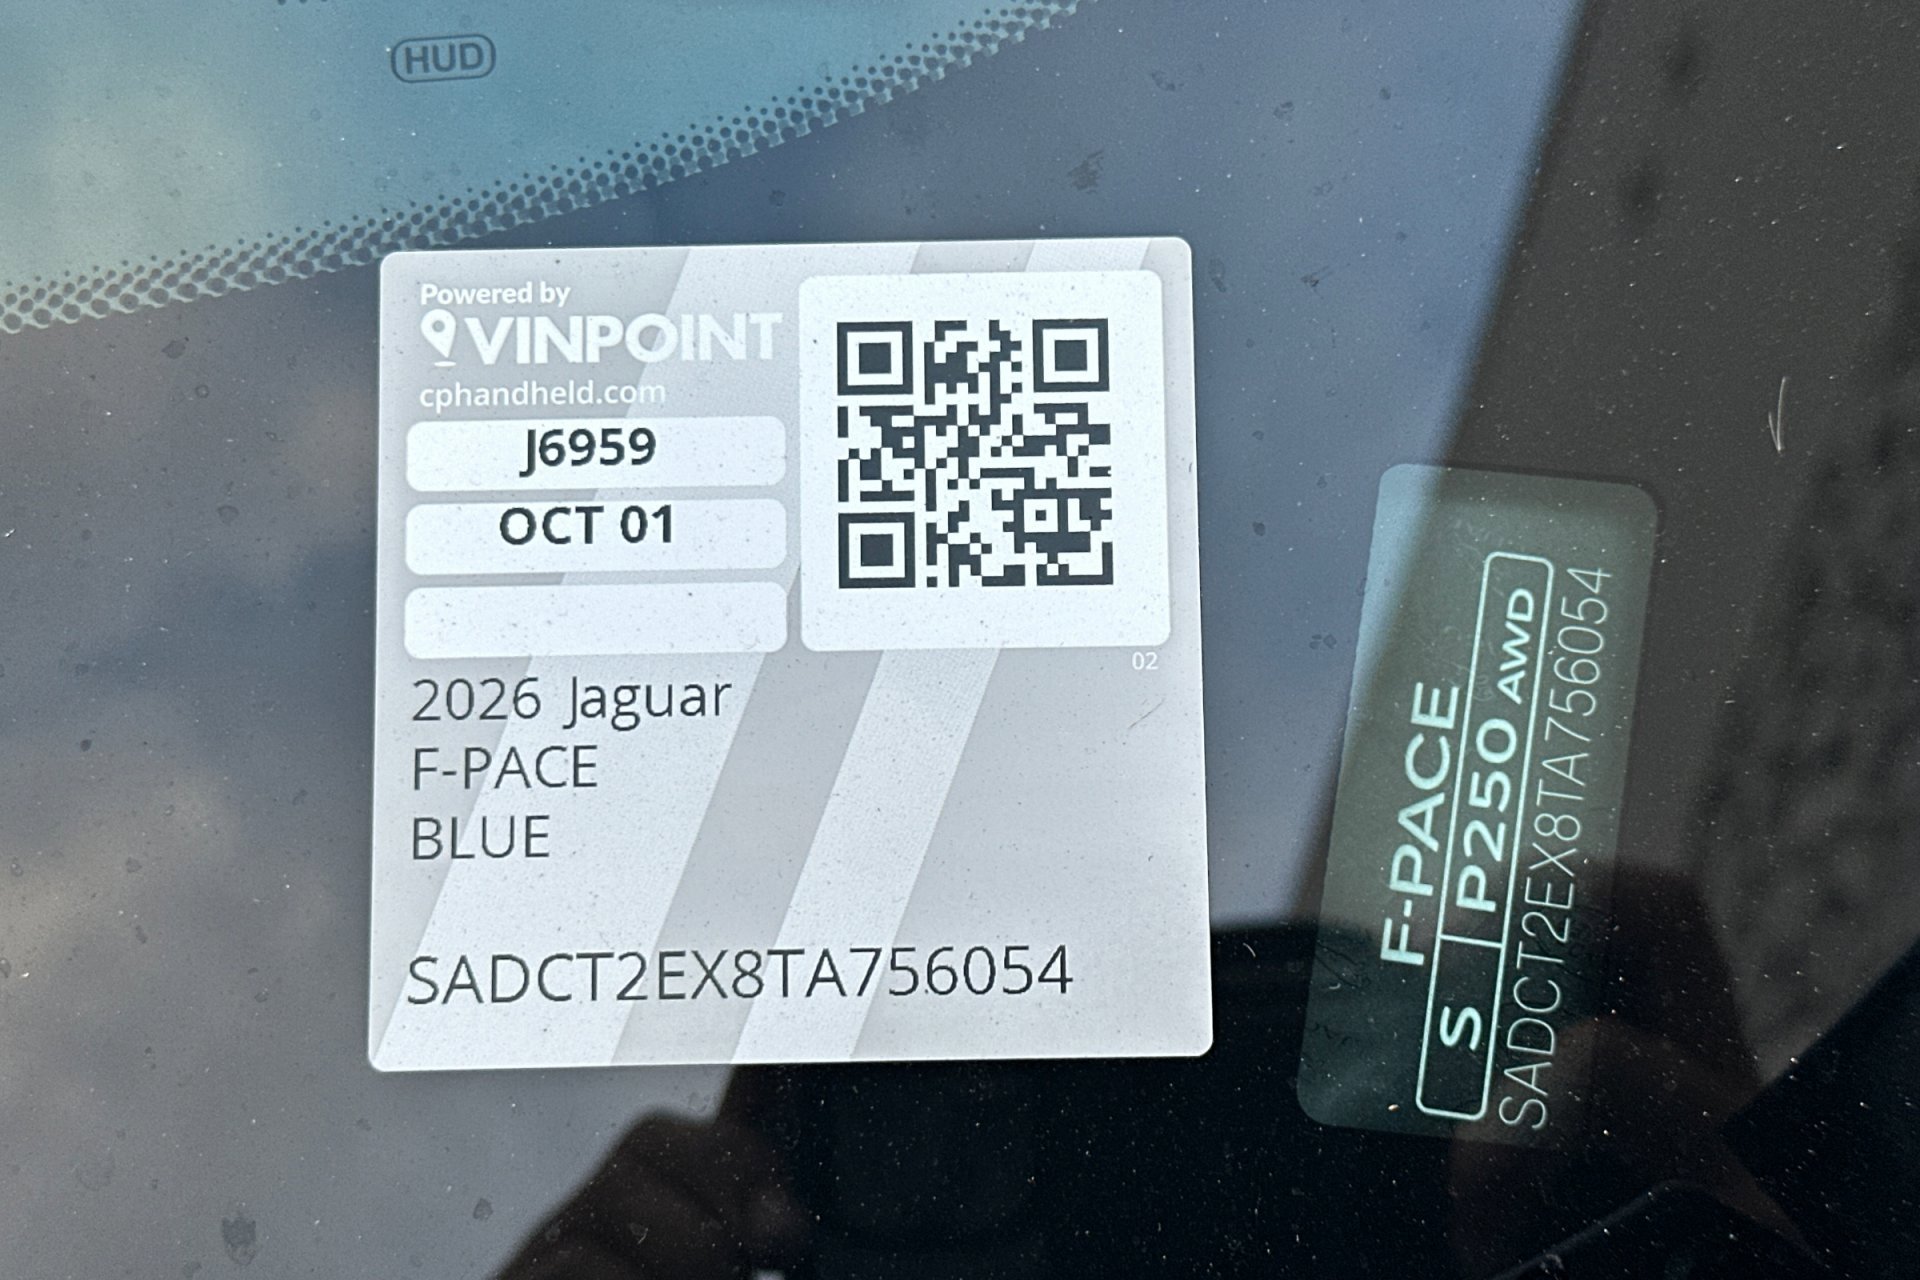 HUD
Powered by
VINPOINT
cphandheld.com
J6959
OCT 01
02
2026 Jaguar
F-PACE
BLUE
SADCT2EX8TA756054
F-PACE
S P250 AWD
SADCT2EX8TA756054